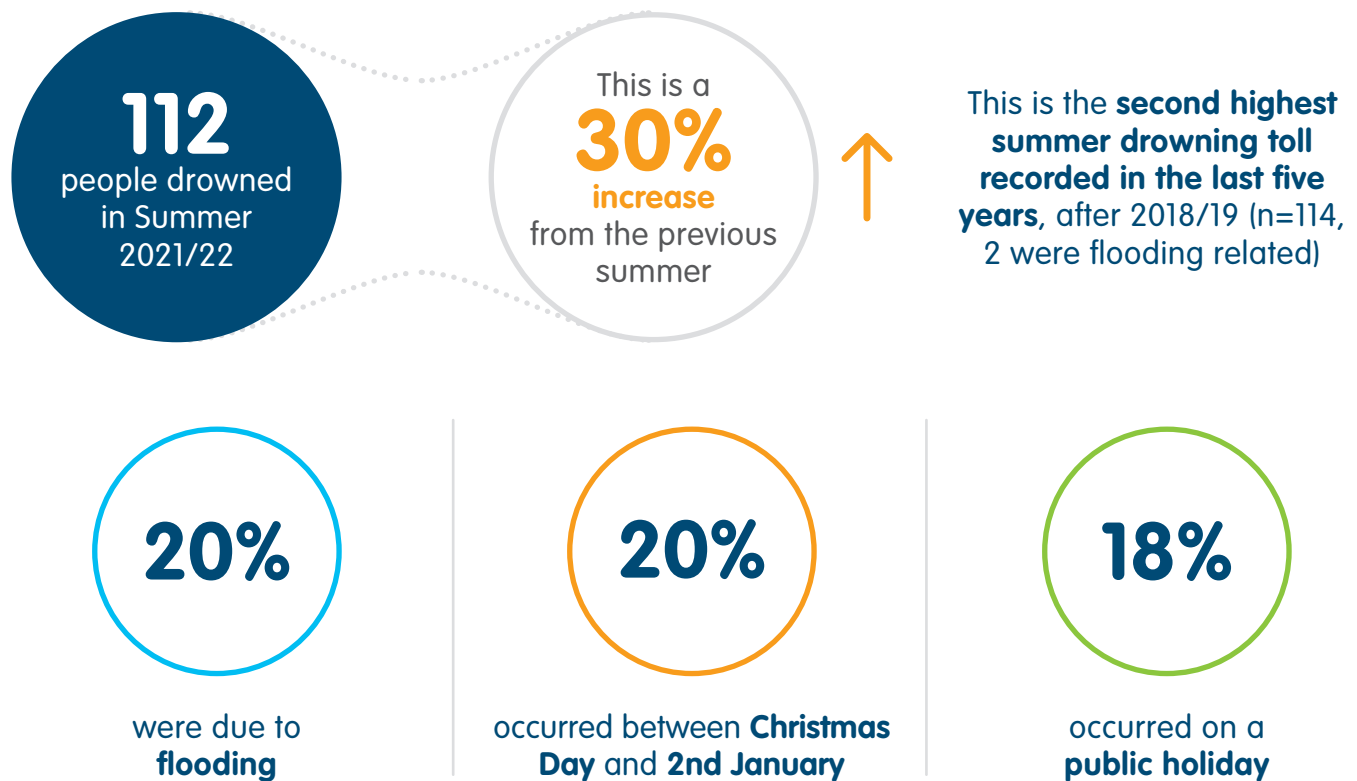 112
people drowned
in Summer
2021/22
This is a
30%
increase
from the previous
summer
This is the second highest
summer drowning toll
recorded in the last five
years, after 2018/19 (n=114,
2 were flooding related)
20%
were due to
flooding
20%
occurred between Christmas
Day and 2nd January
18%
occurred on a
public holiday